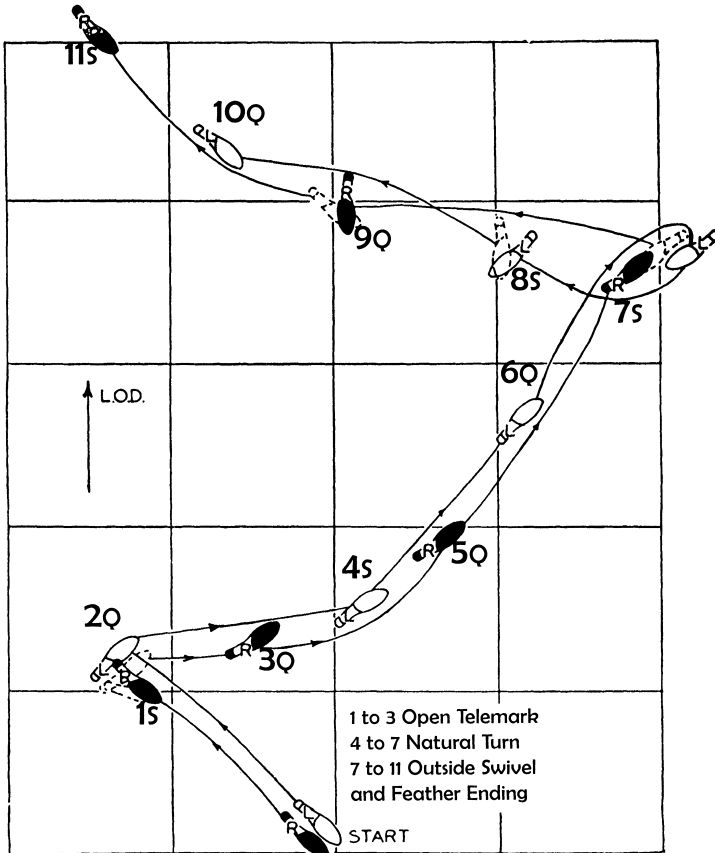 11S
10Q
9Q
8S
7S
6Q
L.O.D.
5Q
4S
2Q
3Q
1S
1 to 3 Open Telemark
4 to 7 Natural Turn
7 to 11 Outside Swivel
and Feather Ending
START
R
L
R
L
R
L
R
L
R
L
R
L
R